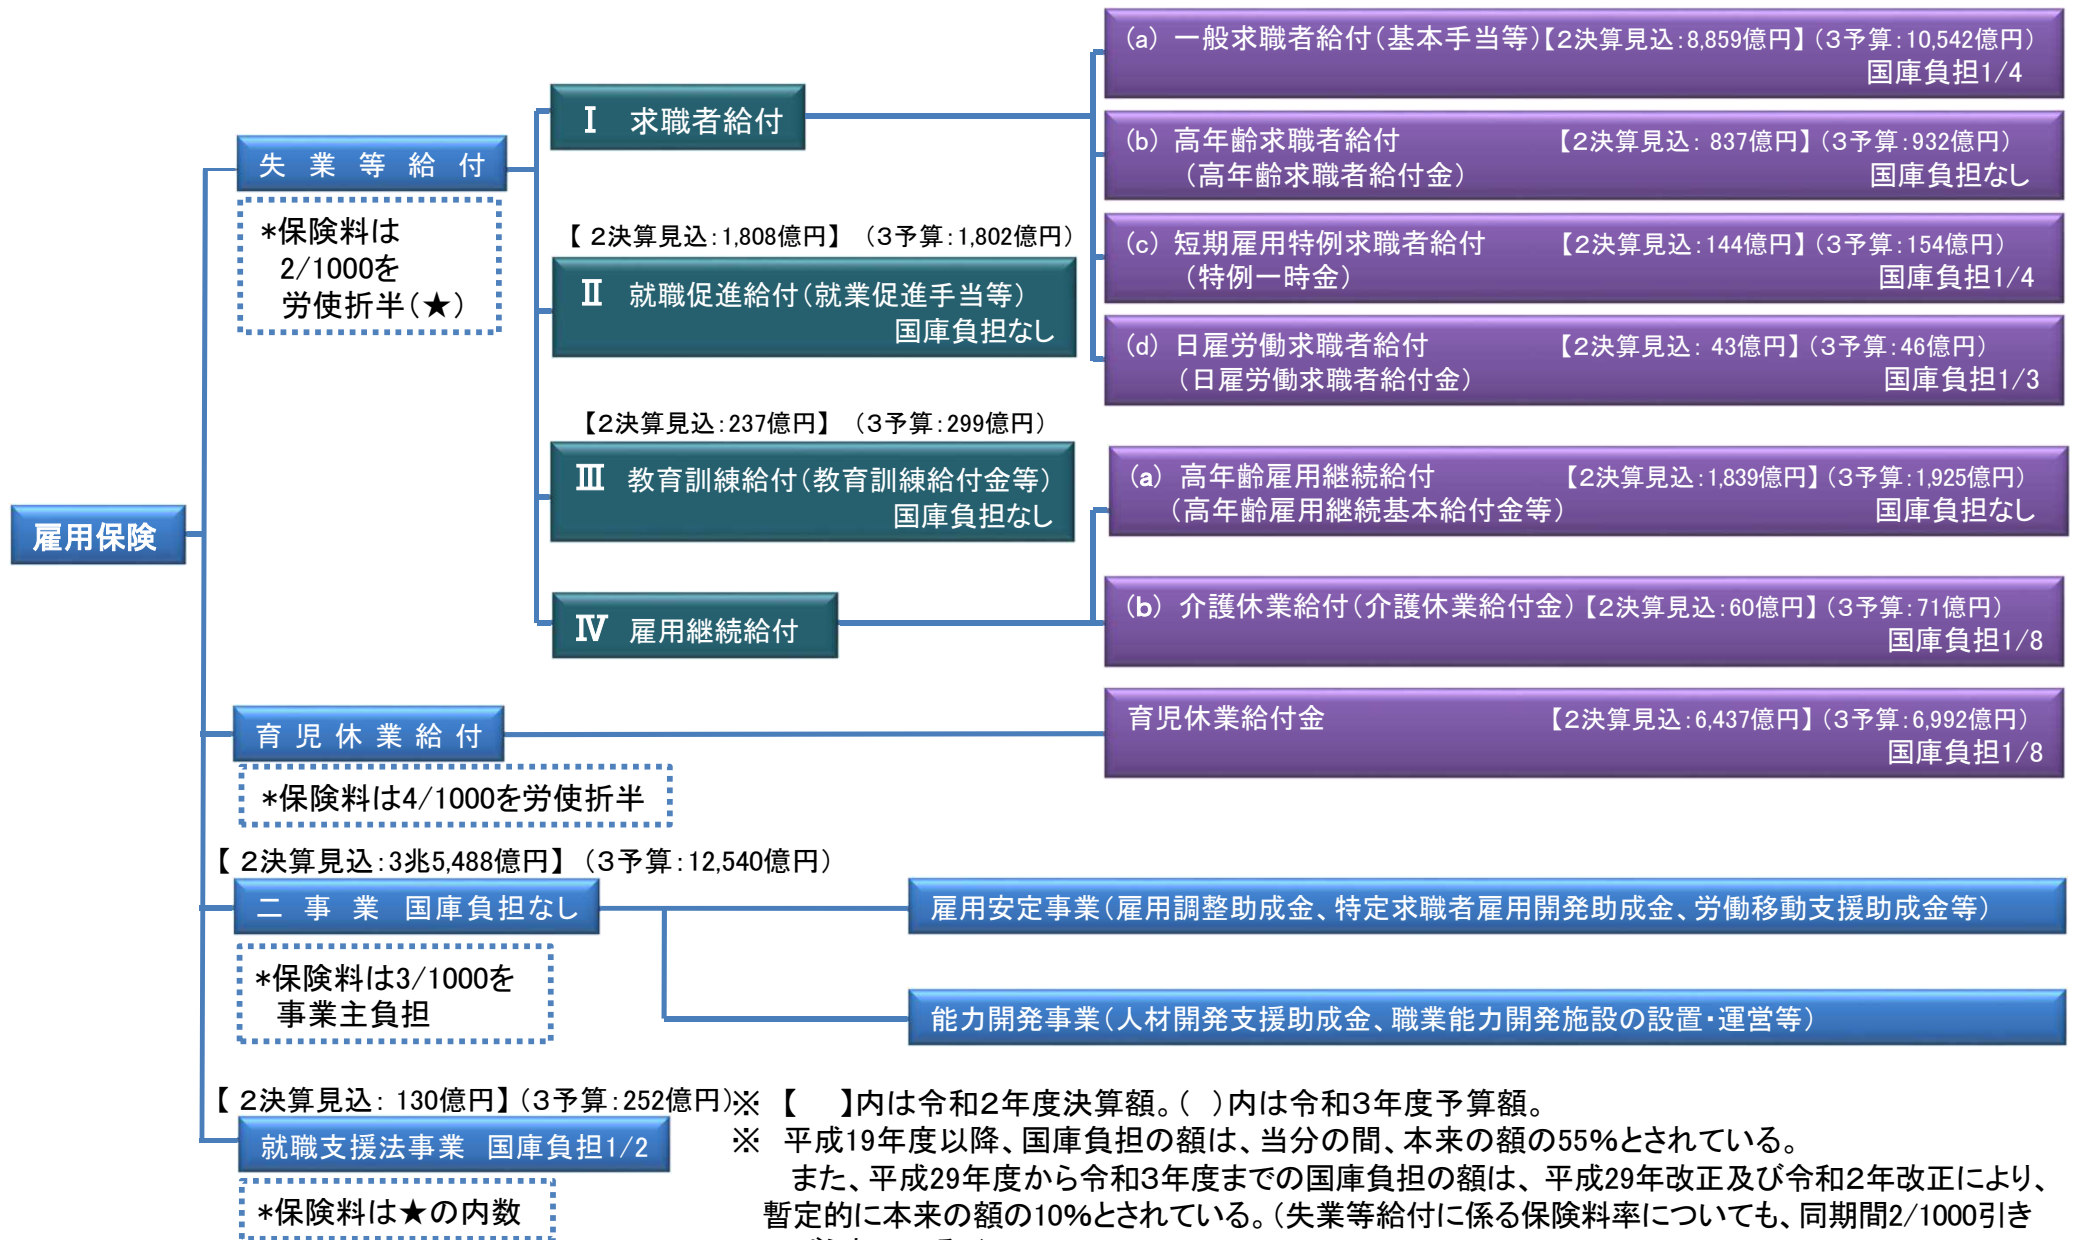 雇用保険
失業等給付
*保険料は
2/1000を
労使折半(★)
Ⅰ 求職者給付
(a) 一般求職者給付(基本手当等)【2決算見込:8,859億円】(3予算:10,542億円)
国庫負担1/4
(b) 高年齢求職者給付 【2決算見込: 837億円】(3予算:932億円)
(高年齢求職者給付金) 国庫負担なし
(c) 短期雇用特例求職者給付 【2決算見込:144億円】(3予算:154億円)
(特例一時金) 国庫負担1/4
(d) 日雇労働求職者給付 【2決算見込: 43億円】(3予算:46億円)
(日雇労働求職者給付金) 国庫負担1/3
【 2決算見込:1,808億円】 (3予算:1,802億円)
Ⅱ 就職促進給付(就業促進手当等)
国庫負担なし
【2決算見込:237億円】 (3予算:299億円)
Ⅲ 教育訓練給付(教育訓練給付金等)
国庫負担なし
Ⅳ 雇用継続給付
(a) 高年齢雇用継続給付 【2決算見込:1,839億円】(3予算:1,925億円)
(高年齢雇用継続基本給付金等) 国庫負担なし
(b) 介護休業給付(介護休業給付金)【2決算見込:60億円】(3予算:71億円)
国庫負担1/8
育児休業給付
*保険料は4/1000を労使折半
育児休業給付金 【2決算見込:6,437億円】(3予算:6,992億円)
国庫負担1/8
【 2決算見込:3兆5,488億円】 (3予算:12,540億円)
二事業 国庫負担なし
*保険料は3/1000を
事業主負担
雇用安定事業(雇用調整助成金、特定求職者雇用開発助成金、労働移動支援助成金等)
能力開発事業(人材開発支援助成金、職業能力開発施設の設置・運営等)
【 2決算見込: 130億円】(3予算:252億円)
就職支援法事業 国庫負担1/2
*保険料は★の内数
※ 【 】内は令和2年度決算額。( )内は令和3年度予算額。
※ 平成19年度以降、国庫負担の額は、当分の間、本来の額の55%とされている。
また、平成29年度から令和3年度までの国庫負担の額は、平成29年改正及び令和2年改正により、
暫定的に本来の額の10%とされている。(失業等給付に係る保険料率についても、同期間2/1000引き